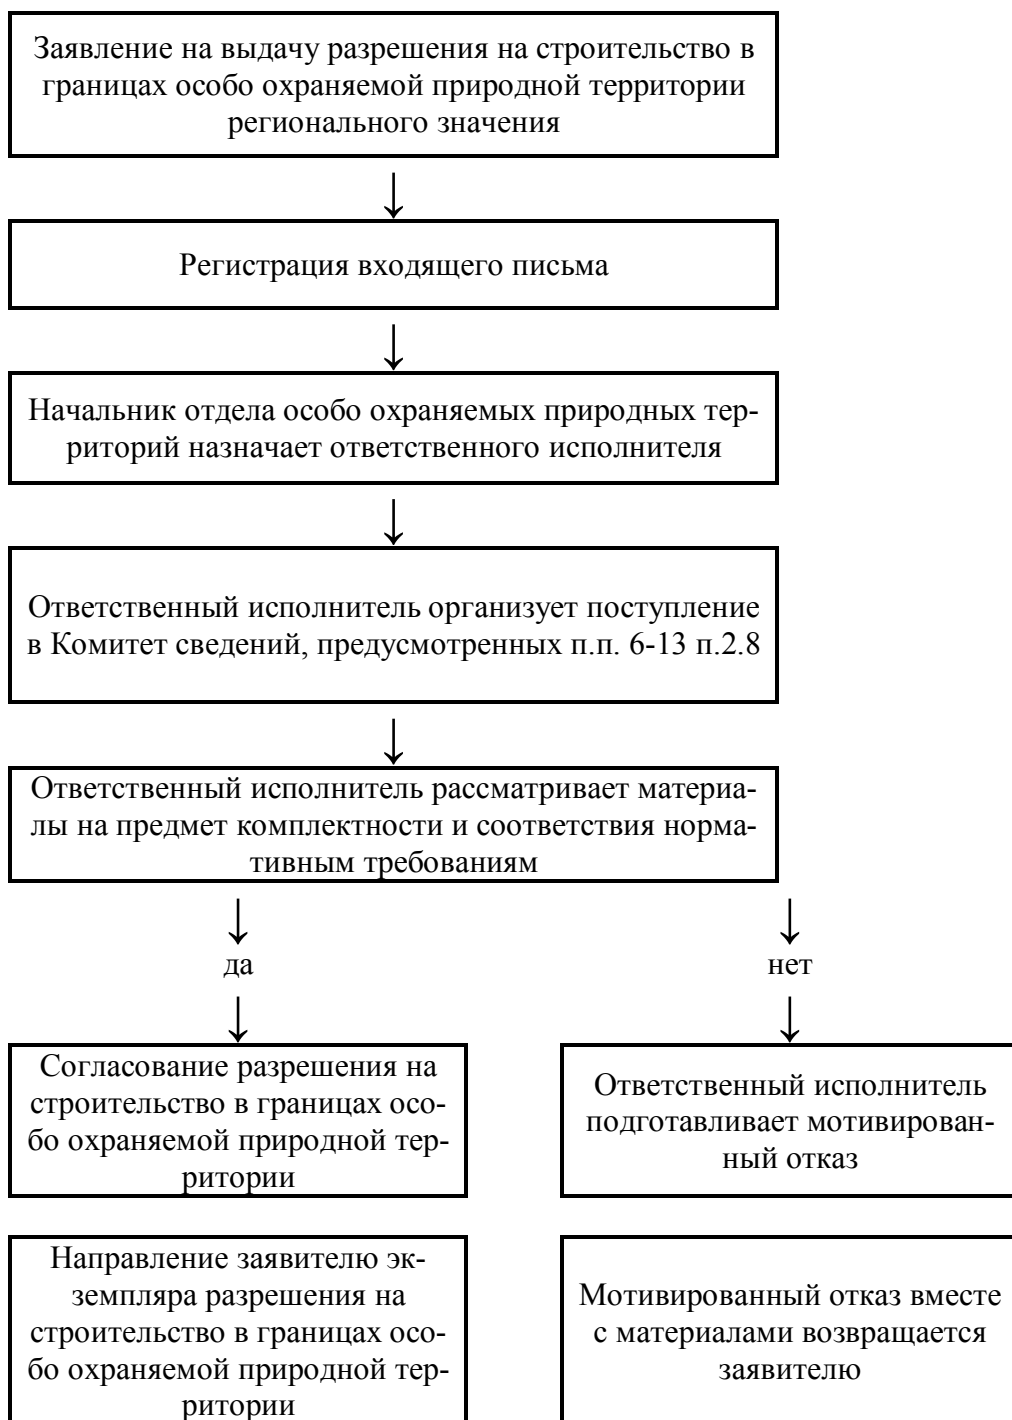 Заявление на выдачу разрешения на строительство в
границах особо охраняемой природной территории
регионального значения
Регистрация входящего письма
Начальник отдела особо охраняемых природных тер-
риторий назначает ответственного исполнителя
Ответственный исполнитель организует поступление
в Комитет сведений, предусмотренных п.п. 6-13 п.2.8
Ответственный исполнитель рассматривает материа-
лы на предмет комплектности и соответствия норма-
тивным требованиям
да
нет
Согласование разрешения на
строительство в границах осо-
бо охраняемой природной тер-
ритории
Ответственный исполнитель
подготавливает мотивирован-
ный отказ
Направление заявителю эк-
земпляра разрешения на
строительство в границах осо-
бо охраняемой природной тер-
ритории
Мотивированный отказ вместе
с материалами возвращается
заявителю